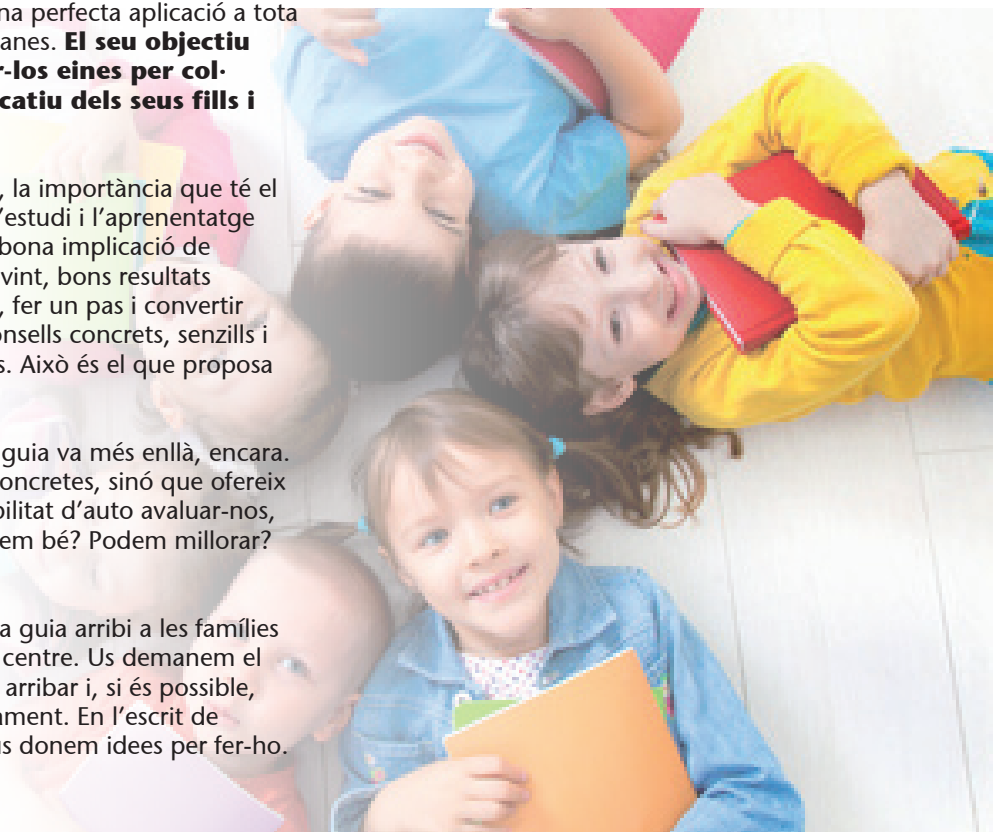 na perfecta aplicació a tota
anes. El seu objectiu
r-los eines per col·
catiu dels seus fills i
, la importància que té el
'estudi i l'aprenentatge
bona implicació de
vint, bons resultats
, fer un pas i convertir
onsells concrets, senzills i
s. Això és el que proposa
guia va més enllà, encara.
oncretes, sinó que ofereix
bilitat d'auto avaluar-nos,
em bé? Podem millorar?
a guia arribi a les famílies
centre. Us demanem el
arribar i, si és possible,
ament. En l'escrit de
us donem idees per fer-ho.